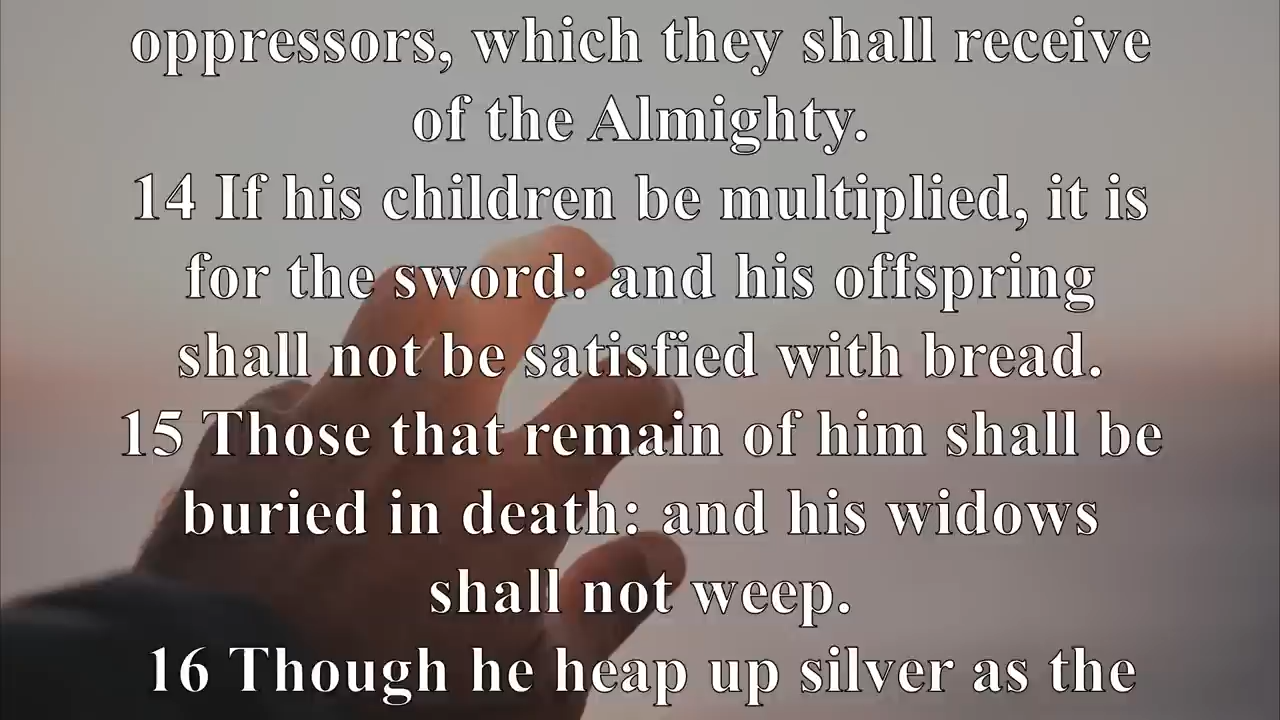 oppressors, which they shall receive
of the Almighty.
14 If his children be multiplied, it is
for the sword: and his offspring
shall not be satisfied with bread.
15 Those that remain of him shall be
buried in death: and his widows
shall not weep.
16 Though he heap up silver as the